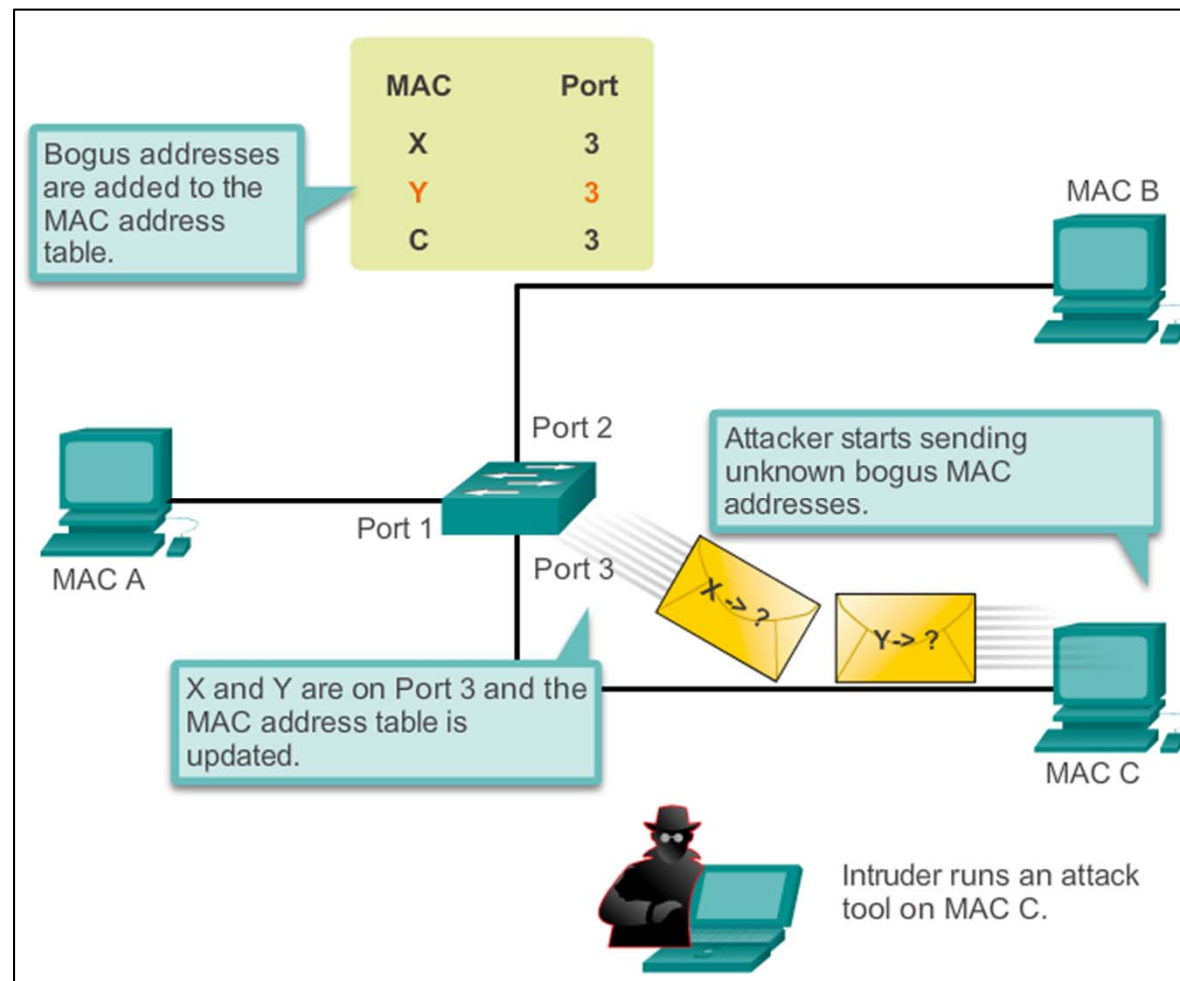 MAC Port
X 3
Y 3
C 3
Bogus addresses
are added to the
MAC address
table.
MAC B
Port 2
Attacker starts sending
unknown bogus MAC
addresses.
Port 1
MAC A
Port 3
X -> ?
Y-> ?
X and Y are on Port 3 and the
MAC address table is
updated.
MAC C
Intruder runs an attack
tool on MAC C.